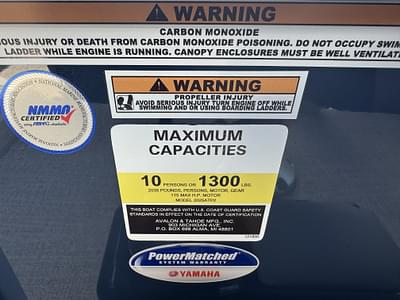 WARNING
CARBON MONOXIDE
IOUS INJURY OR DEATH FROM CARBON MONOXIDE POISONING. DO NOT OCCUPY SWIM
LADDER WHILE ENGINE IS RUNNING. CANOPY ENCLOSURES MUST BE WELL VENTILAT
WARNING
PROPELLER INJURY
AVOID SERIOUS INJURY TURN ENGINE OFF WHILE
SWIMMING AND OR USING BOARDING LADDERS.
NMMA
CERTIFIED
MAXIMUM
CAPACITIES
10 PERSONS OR 1300 LBS.
POUNDS, PERSONS, MOTOR, GEAR
115 MAX H.P. MOTOR
THIS BOAT COMPLIES WITH U.S. COAST GUARD SAFETY
STANDARDS IN EFFECT ON THE DATE OF CERTIFICATION
AVALON & TAHOE MFG., INC.
903 MICHIGAN AVE.
P.O. BOX 698 ALMA, MI 48801
PowerMatched
SYSTEM WARRANTY
YAMAHA